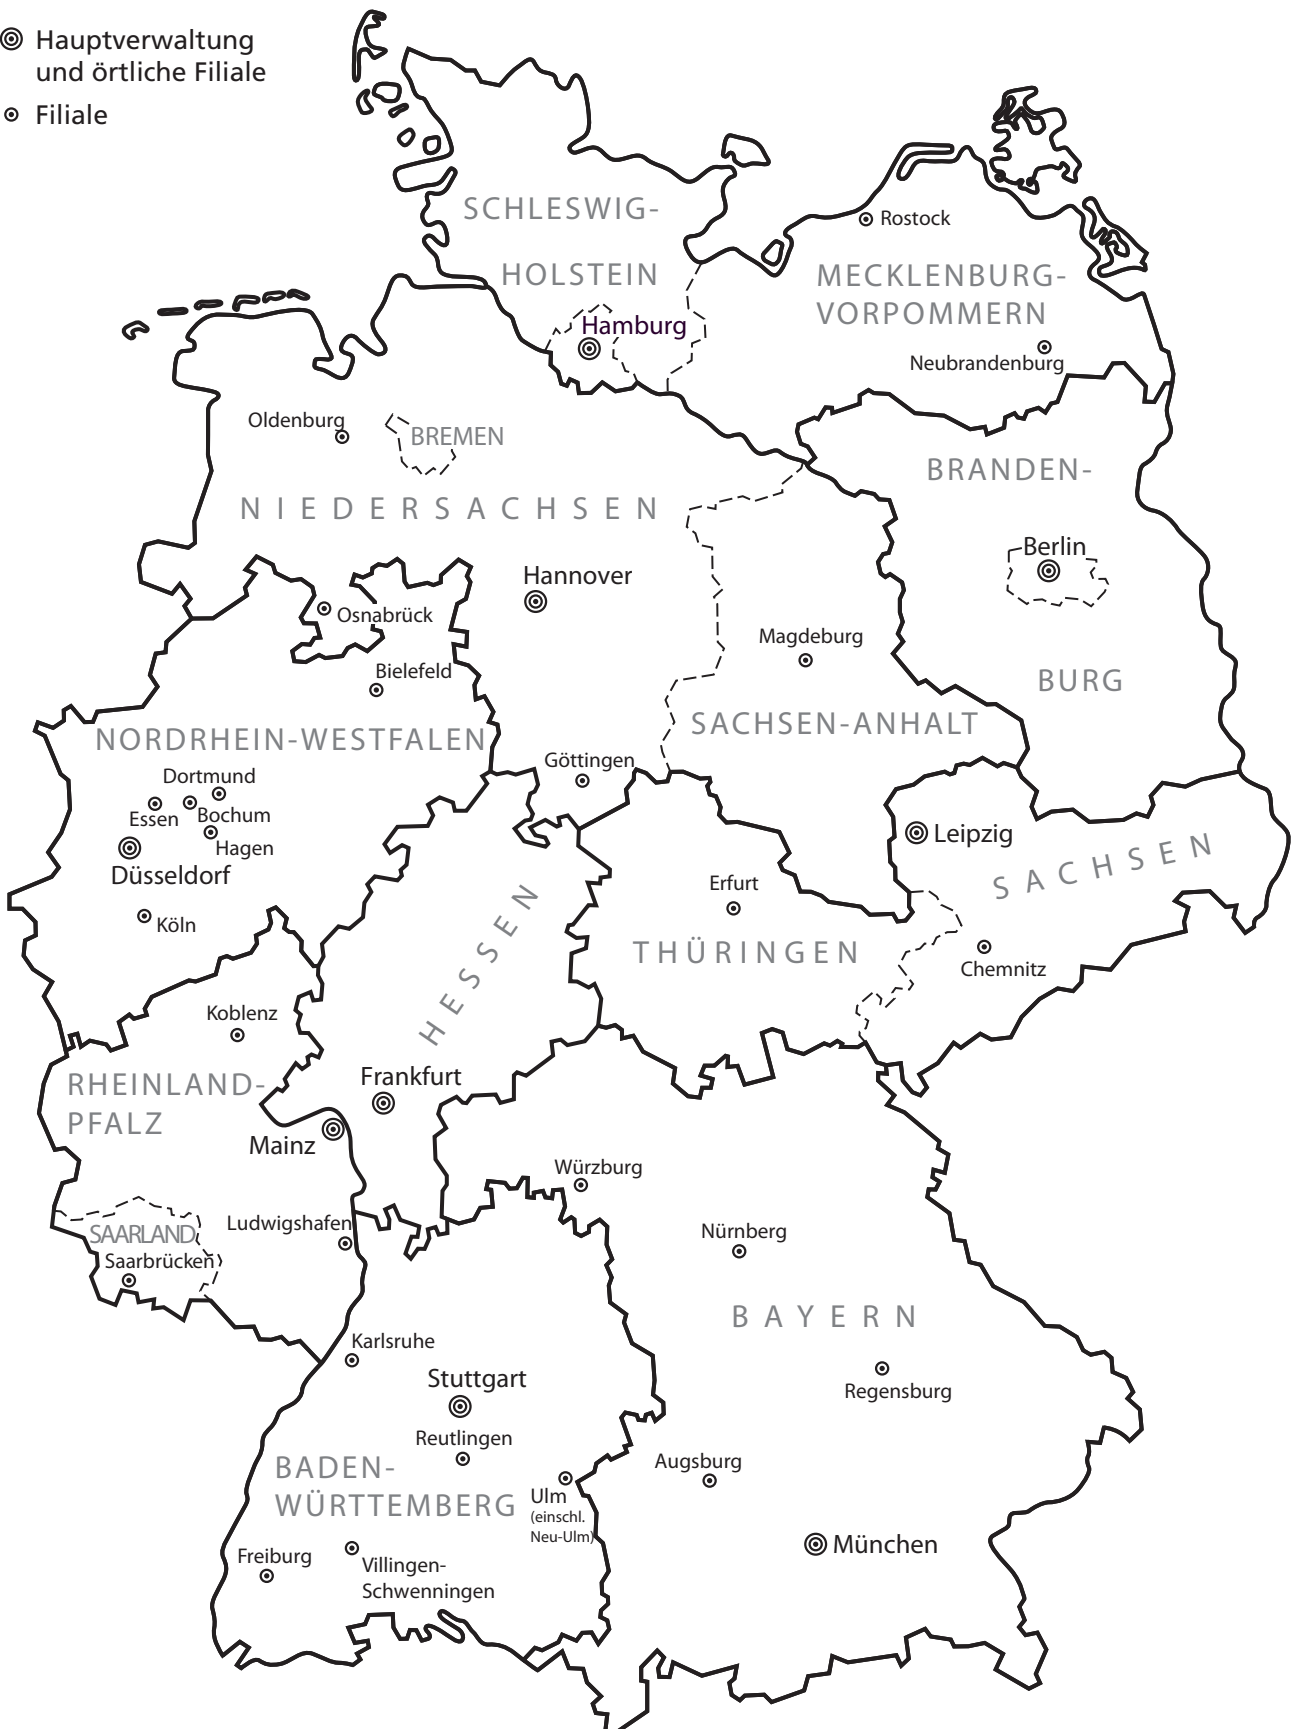 Hauptverwaltung
und örtliche Filiale
Filiale
SCHLESWIG-
HOLSTEIN
Rostock
MECKLENBURG-
VORPOMMERN
Hamburg
Neubrandenburg
Oldenburg
BREMEN
BRANDEN-
NIEDERSACHSEN
Berlin
Hannover
Osnabrück
Magdeburg
Bielefeld
BURG
SACHSEN-ANHALT
NORDRHEIN-WESTFALEN
Göttingen
Dortmund
Essen
Bochum
Hagen
Leipzig
Düsseldorf
SACHSEN
Erfurt
HESSEN
Köln
THÜRINGEN
Chemnitz
Koblenz
RHEINLAND-
PFALZ
Frankfurt
Mainz
Würzburg
Ludwigshafen
SAARLAND
Saarbrücken
Nürnberg
BAYERN
Karlsruhe
Stuttgart
Regensburg
Reutlingen
BADEN-
WÜRTTEMBERG
Augsburg
Ulm
(einschl.
Neu-Ulm)
München
Freiburg
Villingen-
Schwenningen